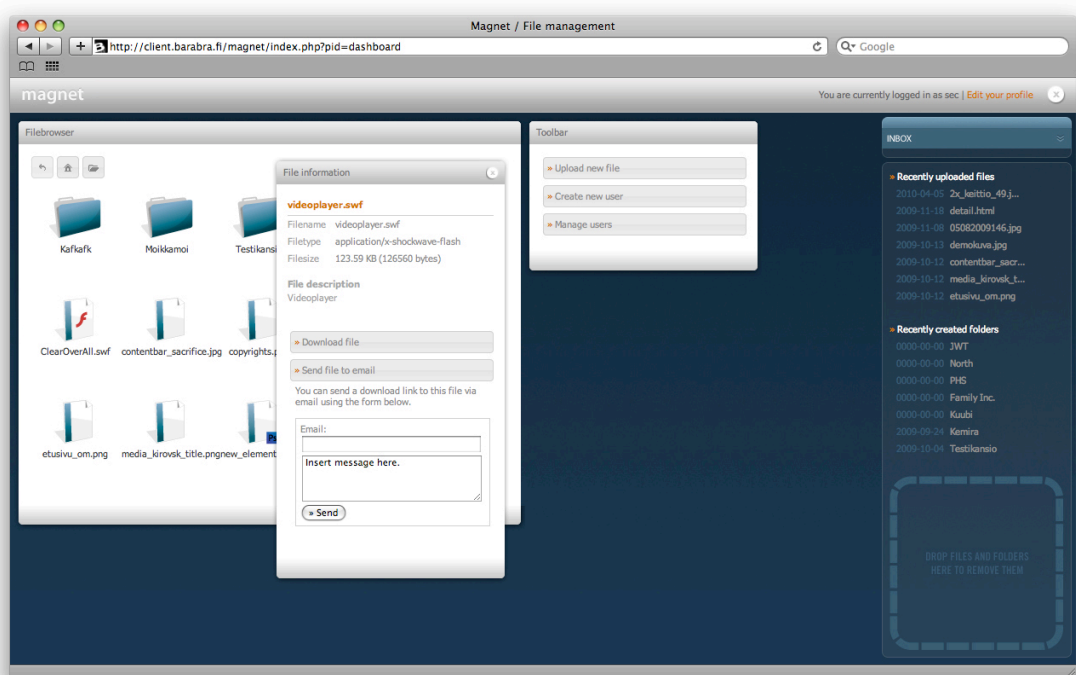 Magnet / File management
http://client.barabra.fi/magnet/index.php?pid=dashboard
Google
magnet
You are currently logged in as sec | Edit your profile
Filebrowser
Kafkafk
Moikkamoi
Testikansi
ClearOverAll.swf
contentbar_sacrifice.jpg
copyrights.p
etusivu_om.png
media_kirovsk_title.png
new_element
Ps
File information
videoplayer.swf
Filename videoplayer.swf
Filetype application/x-shockwave-flash
Filesize 123.59 KB (126560 bytes)
File description
Videoplayer
» Download file
» Send file to email
You can send a download link to this file via
email using the form below.
Email:
Insert message here.
» Send
Toolbar
» Upload new file
» Create new user
» Manage users
INBOX
» Recently uploaded files
2010-04-05 2x_keittio_49.j...
2009-11-18 detail.html
2009-11-08 05082009146.jpg
2009-10-13 demokuva.jpg
2009-10-12 contentbar_sacr...
2009-10-12 media_kirovsk_t...
2009-10-12 etusivu_om.png
» Recently created folders
0000-00-00 JWT
0000-00-00 North
0000-00-00 PHS
0000-00-00 Family Inc.
0000-00-00 Kuubi
2009-09-24 Kemira
2009-10-04 Testikansio
DROP FILES AND FOLDERS
HERE TO REMOVE THEM